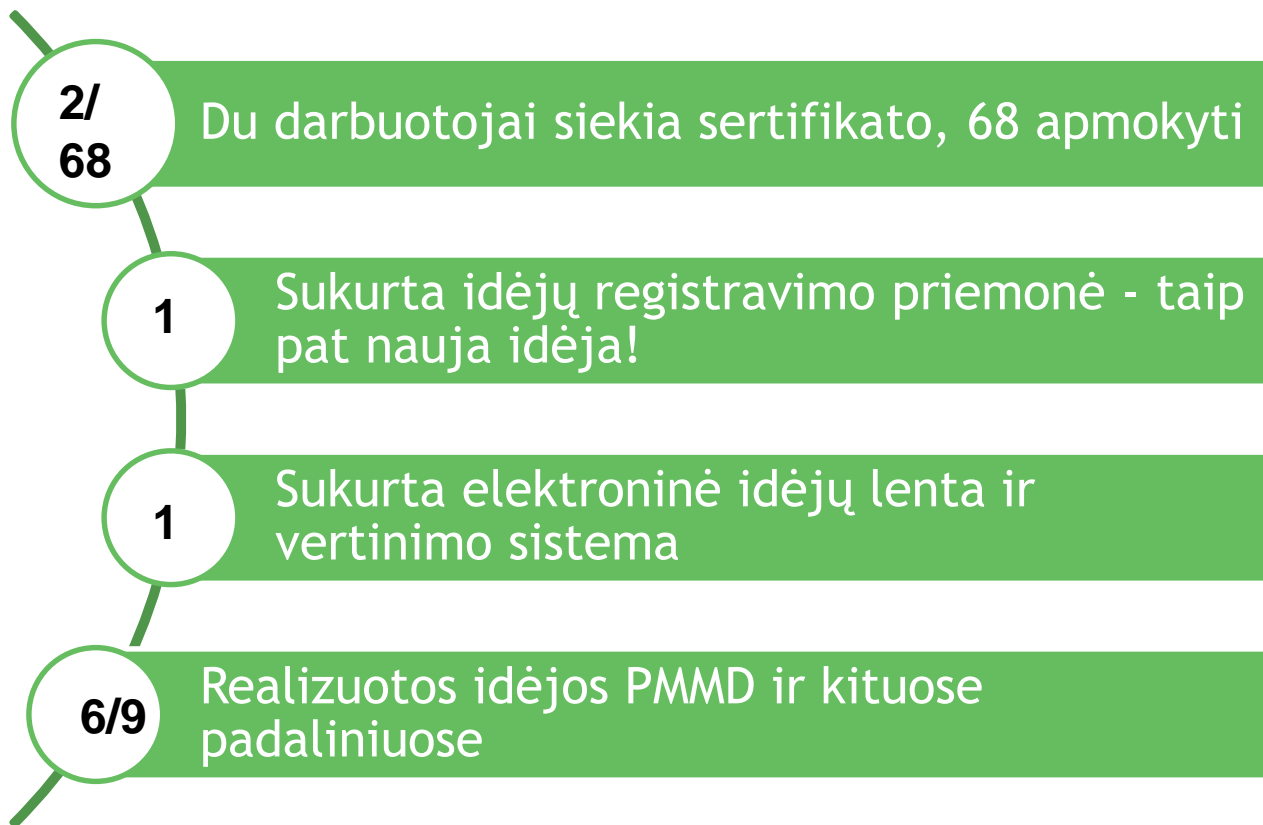 2/
68
Du darbuotojai siekia sertifikato, 68 apmokyti
1
Sukurta idėjų registravimo priemonė - taip
pat nauja idėja!
1
Sukurta elektroninė idėjų lenta ir
vertinimo sistema
6/9
Realizuotos idėjos PMMD ir kituose
padaliniuose